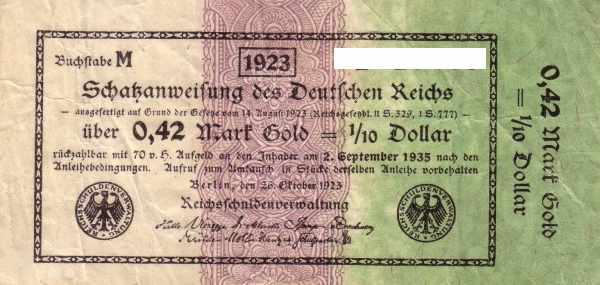 Buchstabe M
1923
Schatzanweisung des Deutschen Reichs
— ausgefertigt auf Grund der Gesetze vom 14. August 1923 (Reichsgesetzbl. II S. 329, I S. 777) —
über 0,42 Mark Gold = 1/10 Dollar
rückzahlbar mit 70 v. H. Aufgeld an den Inhaber am 2. September 1935 nach den
Anleihebedingungen. Aufruf zum Umtausch in Stücke derselben Anleihe vorbehalten
Berlin, den 26. Oktober 1923
Reichsschuldenverwaltung
REICHSSCHULDENVERWALTUNG
REICHSSCHULDENVERWALTUNG
0,42 Mark Gold
= 1/10 Dollar